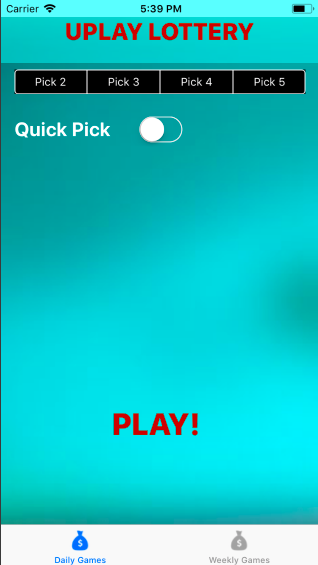 Carrier 5:39 PM
UPLAY LOTTERY
Pick 2 Pick 3 Pick 4 Pick 5
Quick Pick
PLAY!
$ $
Daily Games Weekly Games